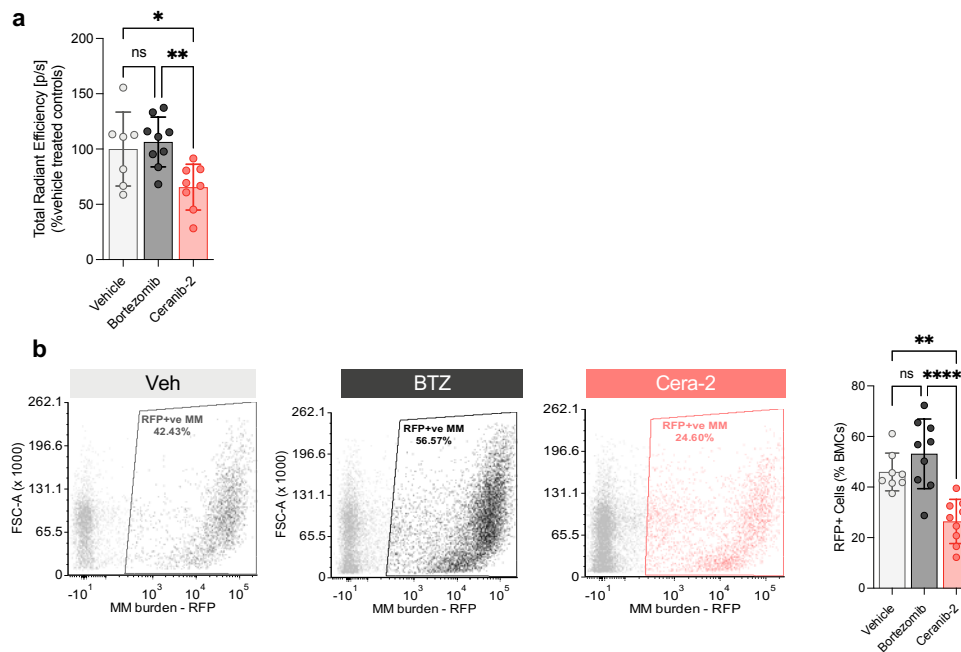 a
*
ns
**
Total Radiant Efficiency [p/s]
(%vehicle treated controls)
200
150
100
50
0
Vehicle
Bortezomib
Ceranib-2
b
Veh
FSC-A (x 1000)
262.1
196.6
131.1
65.5
0
RFP+ve MM
42.43%
-10¹
10³
10⁴
10⁵
MM burden - RFP
BTZ
FSC-A (x 1000)
262.1
196.6
131.1
65.5
0
RFP+ve MM
56.57%
-10¹
10³
10⁴
10⁵
MM burden - RFP
Cera-2
262.1
196.6
131.1
65.5
0
RFP+ve MM
24.60%
-10¹
10³
10⁴
10⁵
MM burden - RFP
**
ns
****
RFP+ Cells (% BMCs)
80
60
40
20
0
Vehicle
Bortezomib
Ceranib-2